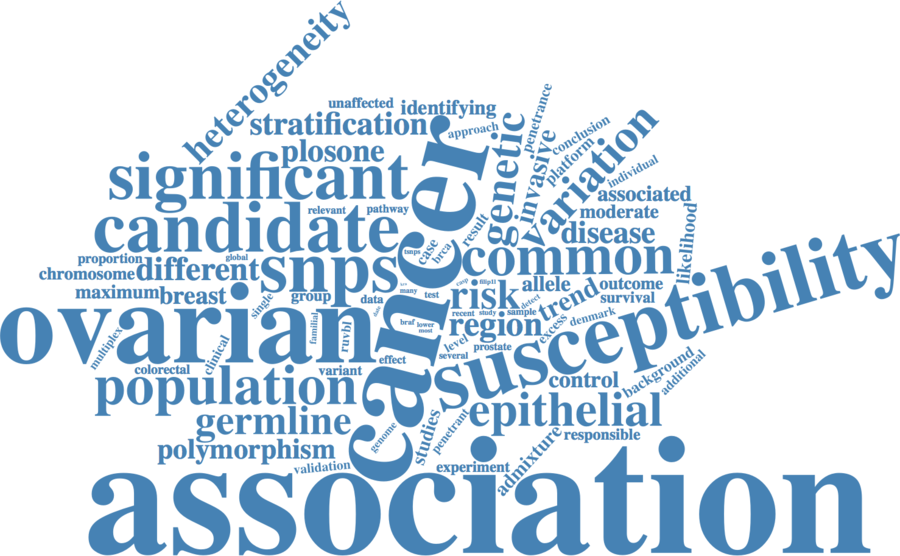 heterogeneity
unaffected
identifying
stratification
approach
plosone
genetic
penetrance
invasive
conclusion
platform
variation
individual
significant
cancer
associated
relevant
pathway
candidate
result
moderate
case
brca
disease
likelihood
proportion
global
tsnps
common
chromosome
different
snps
maximum
breast
single
group
data
many
test
casp
filip1l
risk
allele
trend
outcome
detect
survival
ovarian
familial
ruvbl
braf
lower
most
recent
study
sample
region
excess
denmark
susceptibility
multiplex
clinical
effect
level
prostate
several
colorectal
variant
population
control
background
additional
germline
genome
studies
penetrant
epithelial
polymorphism
admixture
responsible
validation
experiment
association